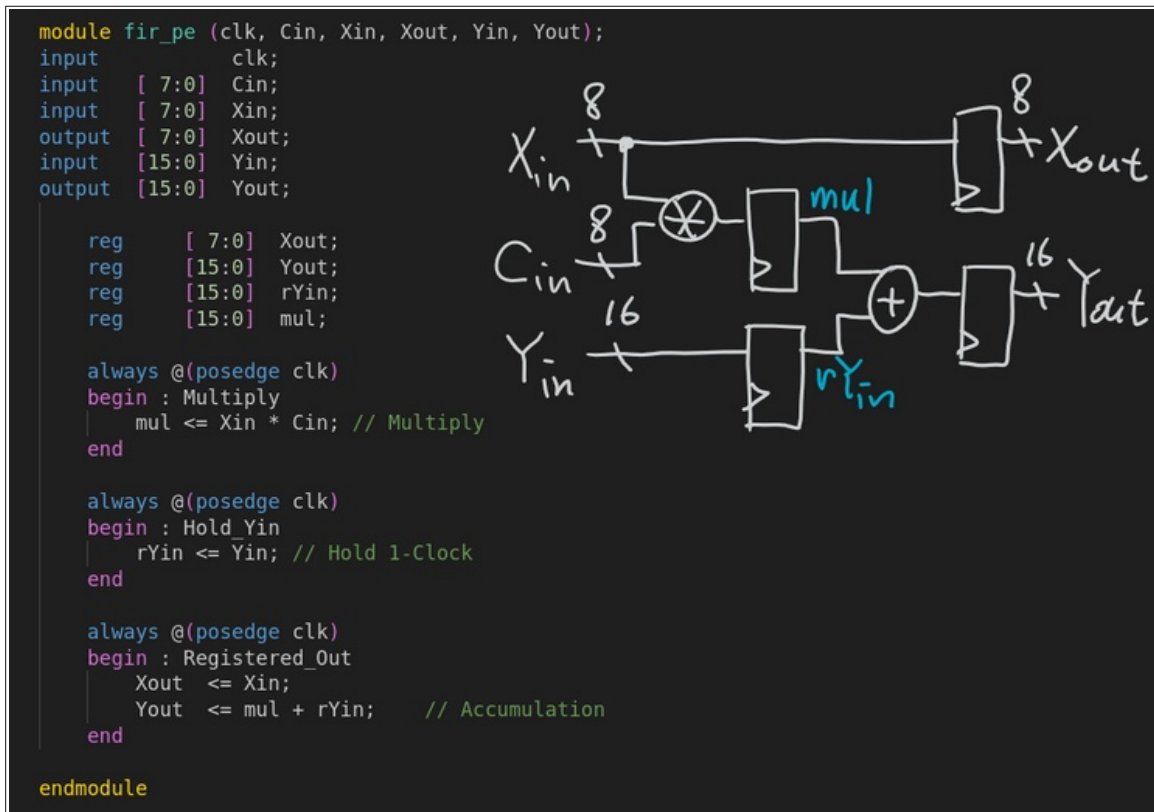 module fir_pe (clk, Cin, Xin, Xout, Yin, Yout);
input clk;
input [ 7:0] Cin;
input [ 7:0] Xin;
output [ 7:0] Xout;
input [15:0] Yin;
output [15:0] Yout;
reg [ 7:0] Xout;
reg [15:0] Yout;
reg [15:0] rYin;
reg [15:0] mul;
always @(posedge clk)
begin : Multiply
mul <= Xin * Cin; // Multiply
end
always @(posedge clk)
begin : Hold_Yin
rYin <= Yin; // Hold 1-Clock
end
always @(posedge clk)
begin : Registered_Out
Xout <= Xin;
Yout <= mul + rYin; // Accumulation
end
endmodule
8
8
Xin
Xout
mul
8
*
Cin
16
16
+
Yout
Yin
rYin